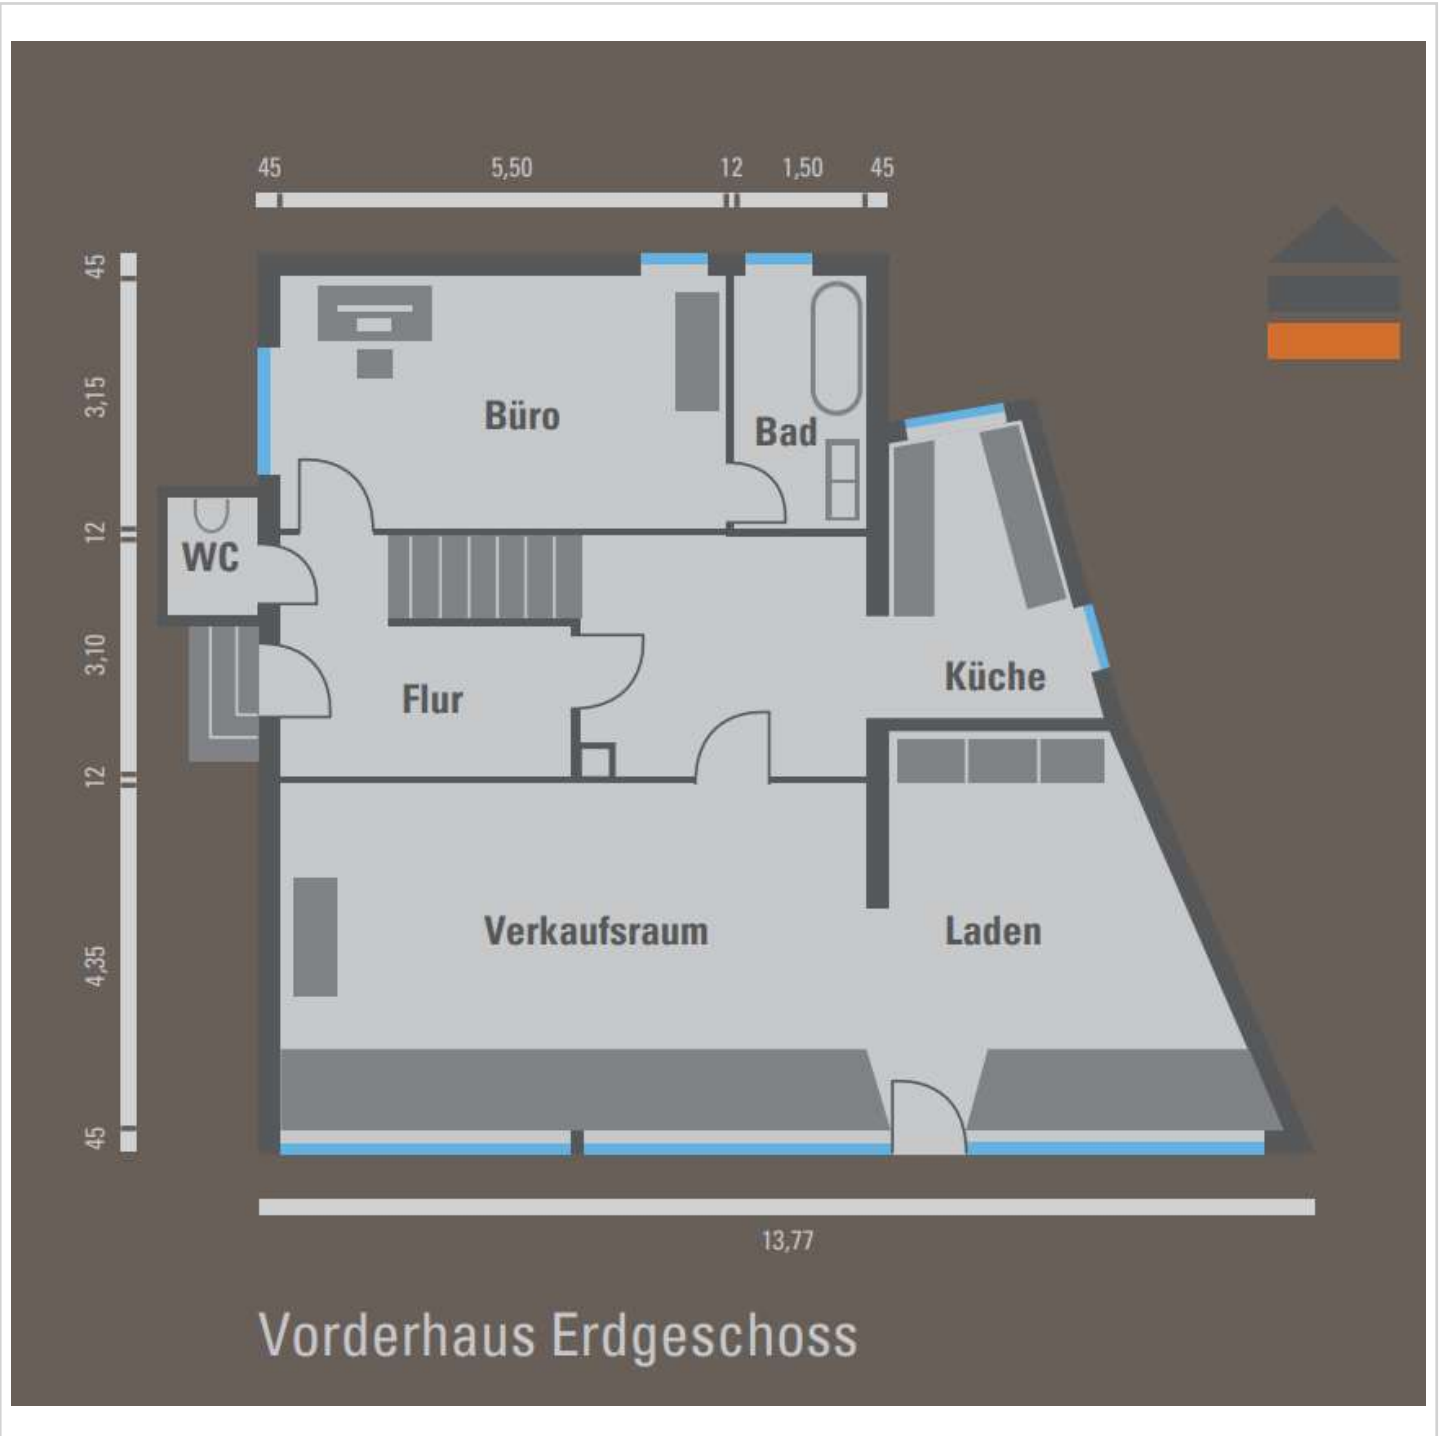 45 5,50 12 1,50 45
45
3,15
12
3,10
12
4,35
45
Büro
Bad
WC
Küche
Flur
Verkaufsraum
Laden
13,77
Vorderhaus Erdgeschoss